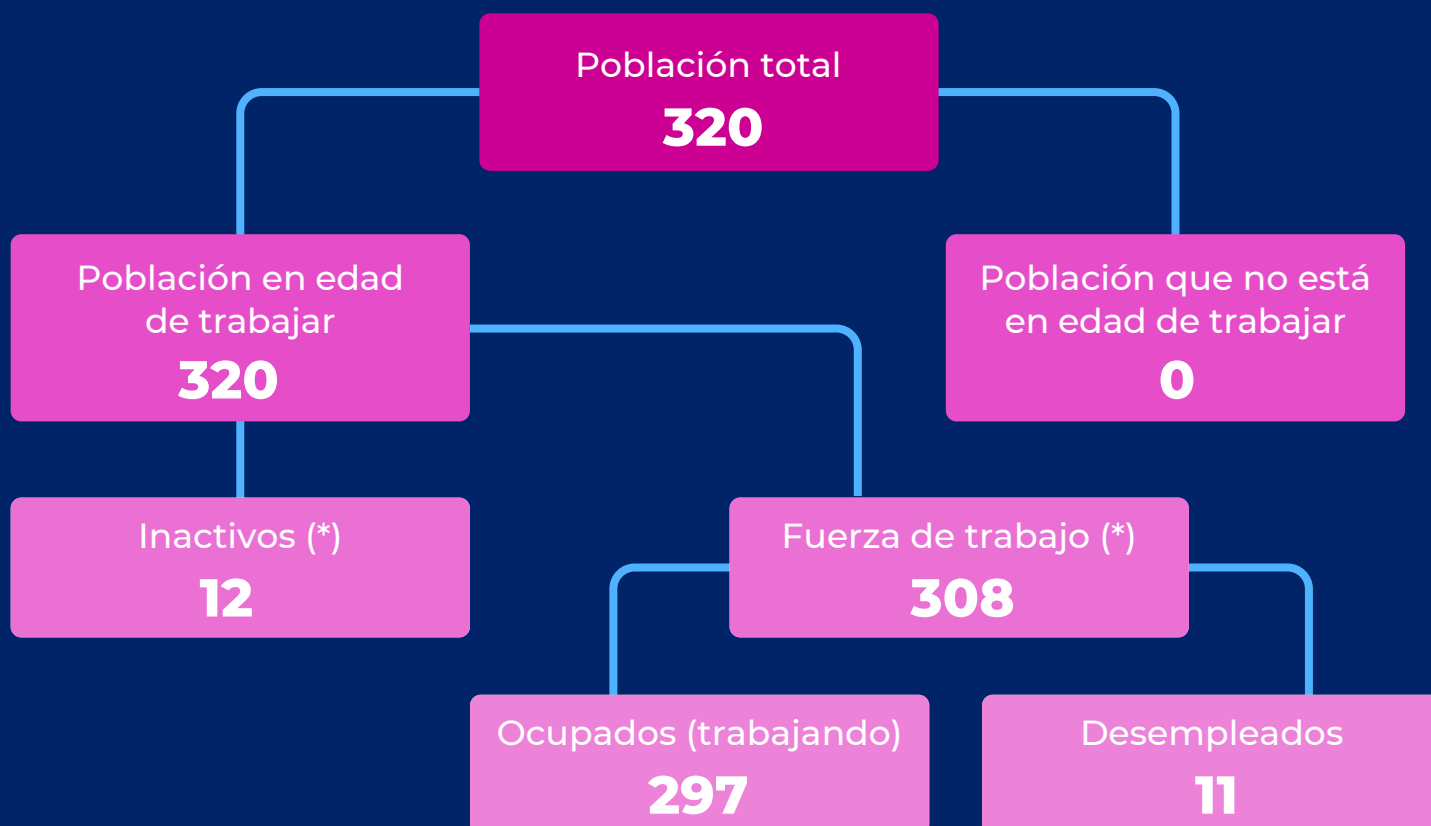 Población total
320
Población en edad
de trabajar
320
Población que no está
en edad de trabajar
0
Inactivos (*)
12
Fuerza de trabajo (*)
308
Ocupados (trabajando)
297
Desempleados
11